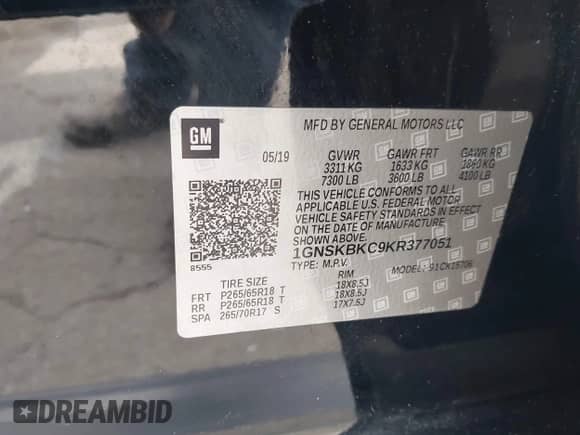 GM
MFD BY GENERAL MOTORS LLC
05/19 GVWR GAWR FRT GAWR RR
3311 KG 1633 KG 1860 KG
7300 LB 3600 LB 4100 LB
THIS VEHICLE CONFORMS TO ALL
APPLICABLE U.S. FEDERAL MOTOR
VEHICLE SAFETY STANDARDS IN EFFECT
ON THE DATE OF MANUFACTURE
SHOWN ABOVE.
1GNSKBKC9KR377051
8555
TYPE: M.P.V. MODEL: 91CK15706
TIRE SIZE RIM
FRT P265/65R18 T 18X8.5J
RR P265/65R18 T 18X8.5J
SPA 265/70R17 S 17X7.5J
DREAMBID